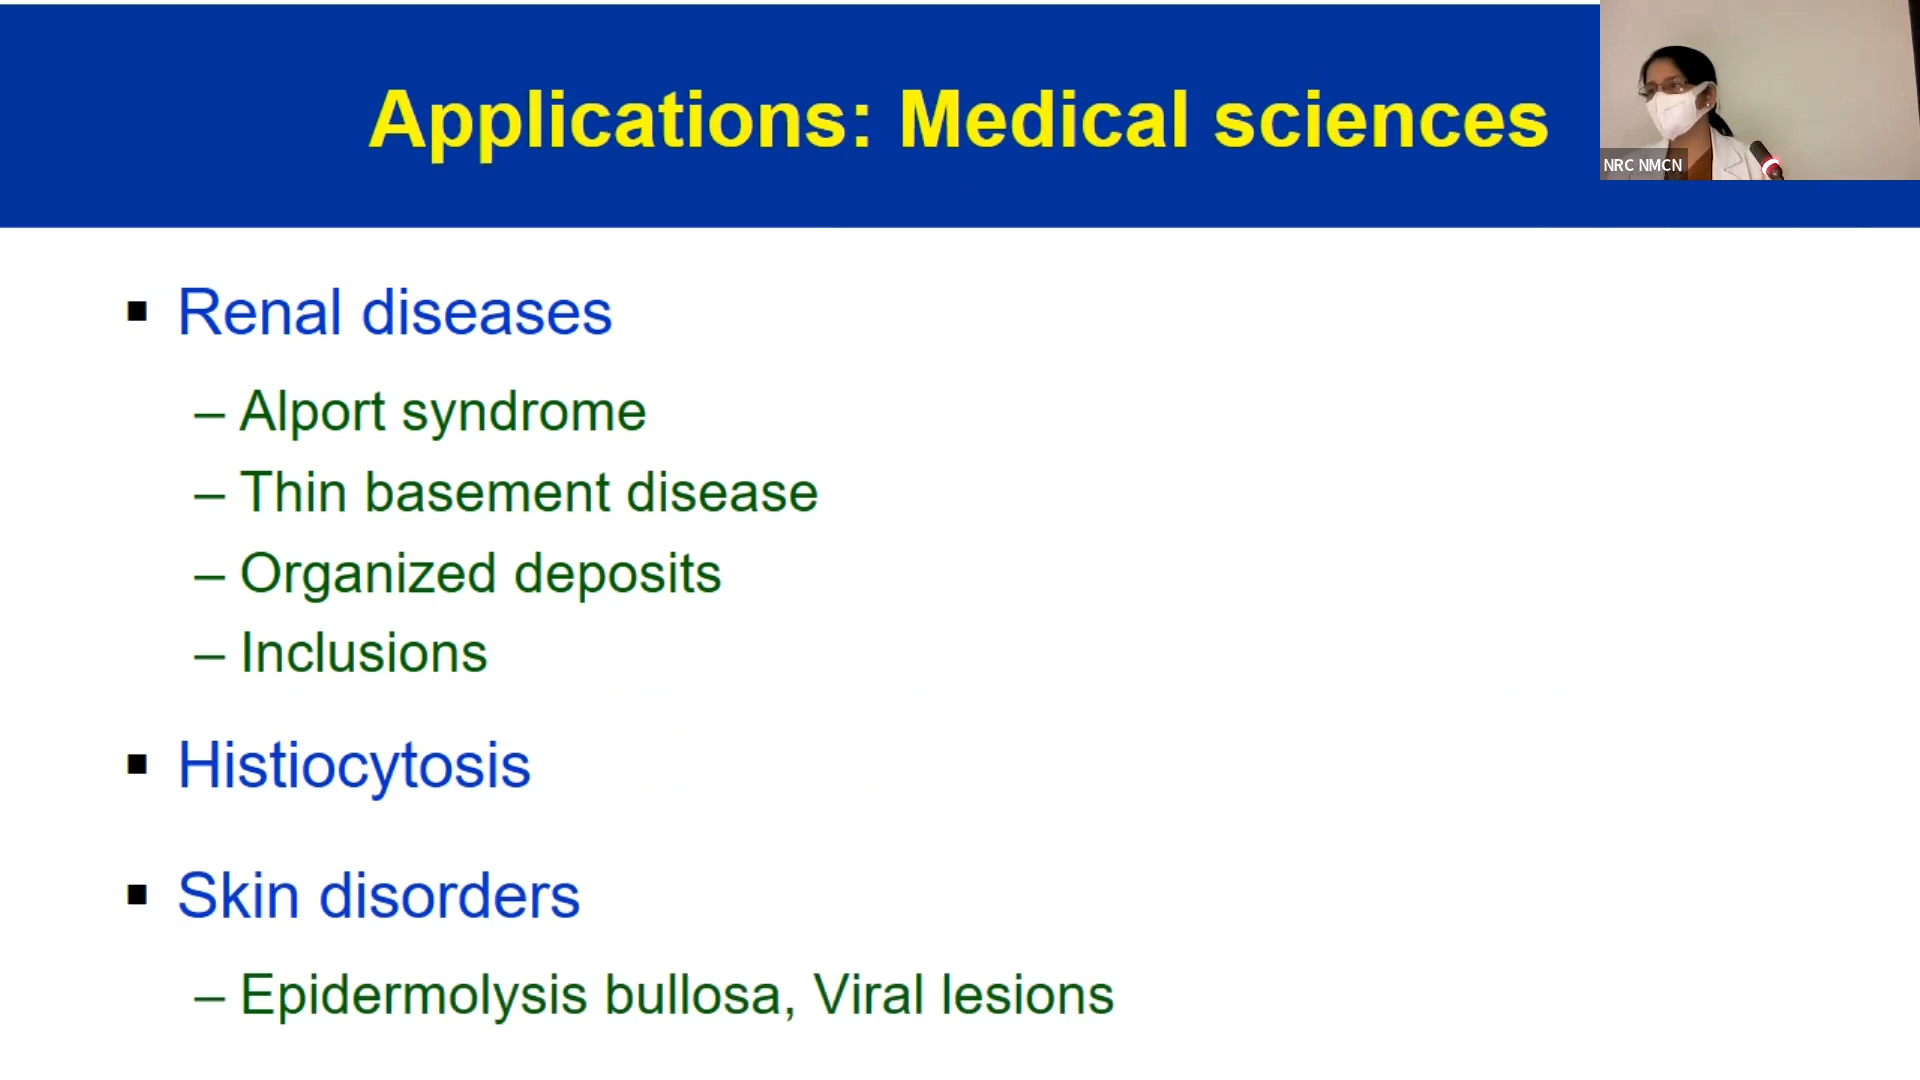 Applications: Medical sciences
NRC NMCN
▪ Renal diseases
– Alport syndrome
– Thin basement disease
– Organized deposits
– Inclusions
▪ Histiocytosis
▪ Skin disorders
– Epidermolysis bullosa, Viral lesions